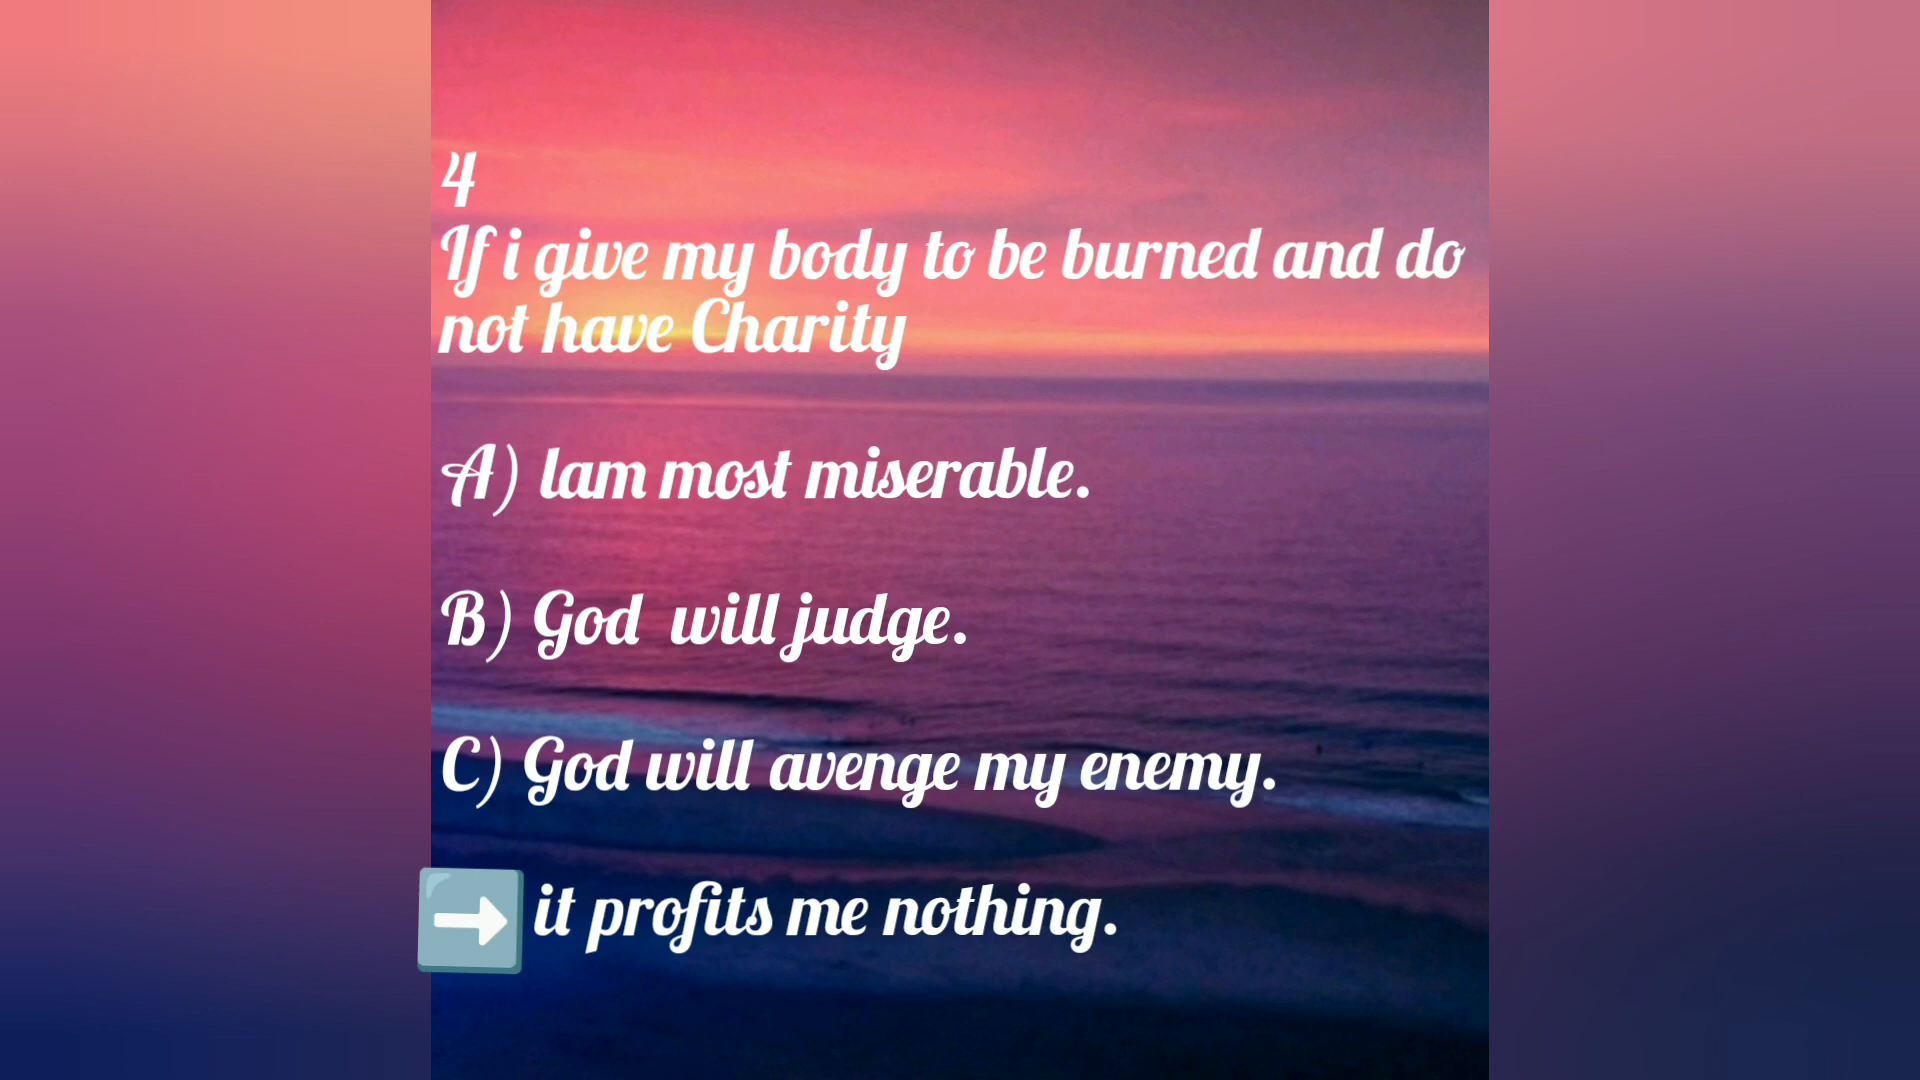 4
If i give my body to be burned and do
not have Charity
A) Iam most miserable.
B) God will judge.
C) God will avenge my enemy.
➡️ it profits me nothing.